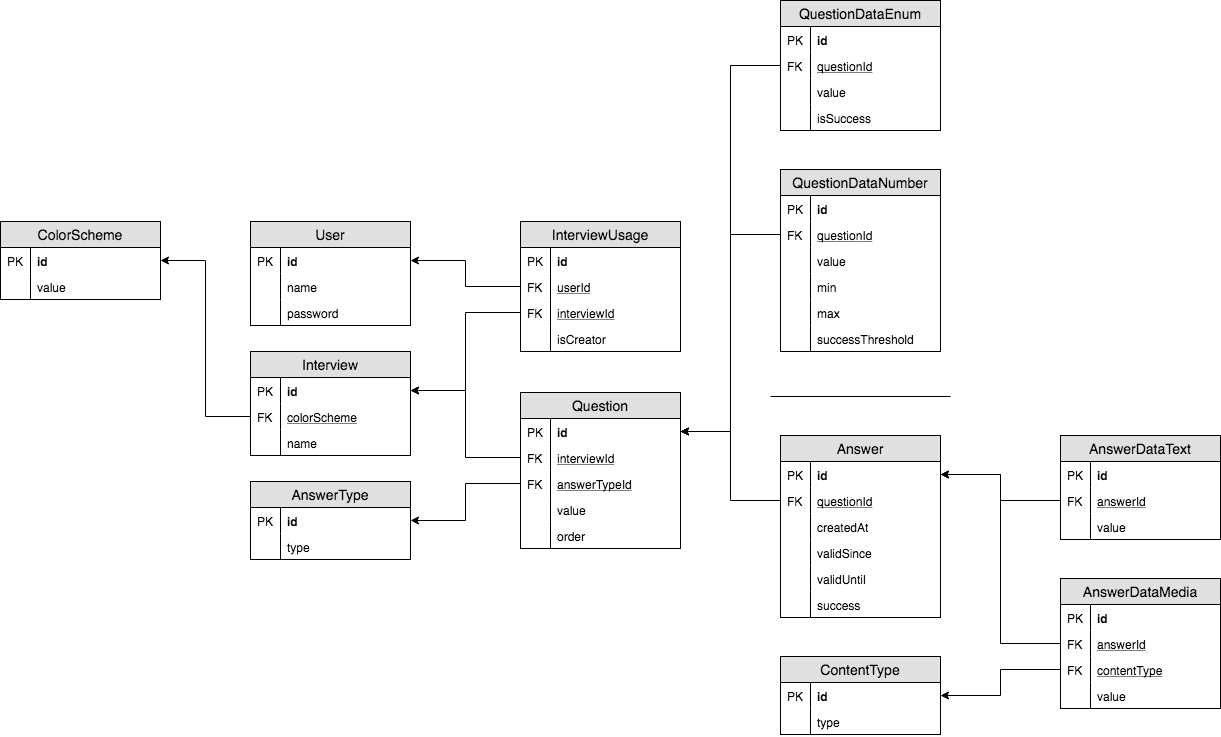 QuestionDataEnum
PK id
FK questionId
value
isSuccess
QuestionDataNumber
PK id
FK questionId
value
min
max
successThreshold
ColorScheme
PK id
value
User
PK id
name
password
InterviewUsage
PK id
FK userId
FK interviewId
isCreator
Interview
PK id
FK colorScheme
name
Question
PK id
FK interviewId
FK answerTypeId
value
order
AnswerType
PK id
type
Answer
PK id
FK questionId
createdAt
validSince
validUntil
success
AnswerDataText
PK id
FK answerId
value
AnswerDataMedia
PK id
FK answerId
FK contentType
value
ContentType
PK id
type